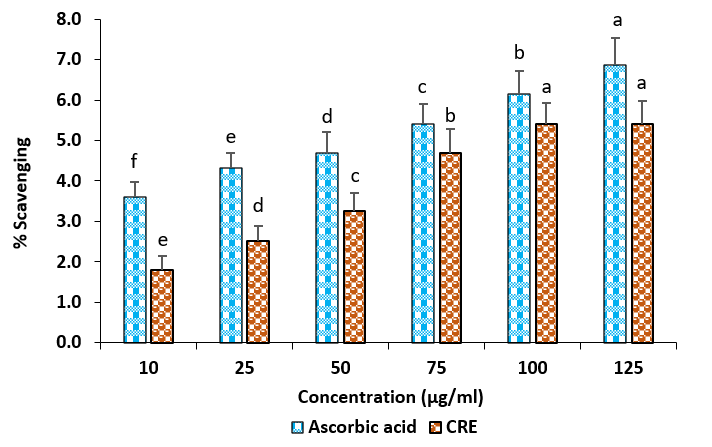 8.0
7.0
6.0
5.0
4.0
3.0
2.0
1.0
0.0
% Scavenging
f e
e d
d c
c b
b a
a a
10 25 50 75 100 125
Concentration (µg/ml)
Ascorbic acid CRE